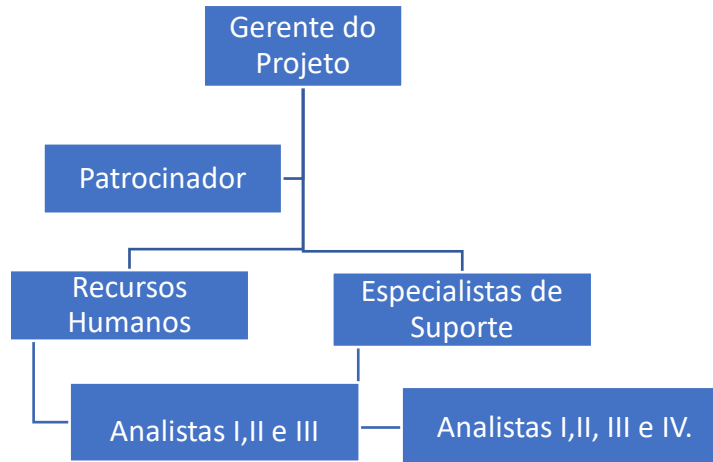 Gerente do
Projeto
Patrocinador
Recursos
Humanos
Especialistas de
Suporte
Analistas I,II e III
Analistas I,II, III e IV.